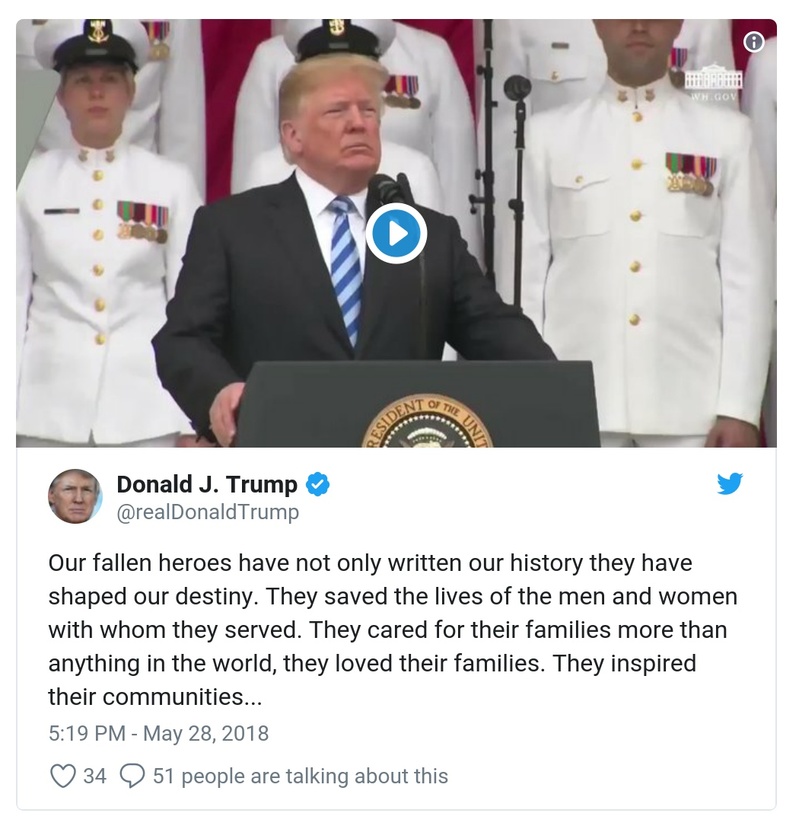 WH.GOV
PRESIDENT OF THE UNIT
Donald J. Trump
@realDonaldTrump
Our fallen heroes have not only written our history they have
shaped our destiny. They saved the lives of the men and women
with whom they served. They cared for their families more than
anything in the world, they loved their families. They inspired
their communities...
5:19 PM - May 28, 2018
34 51 people are talking about this